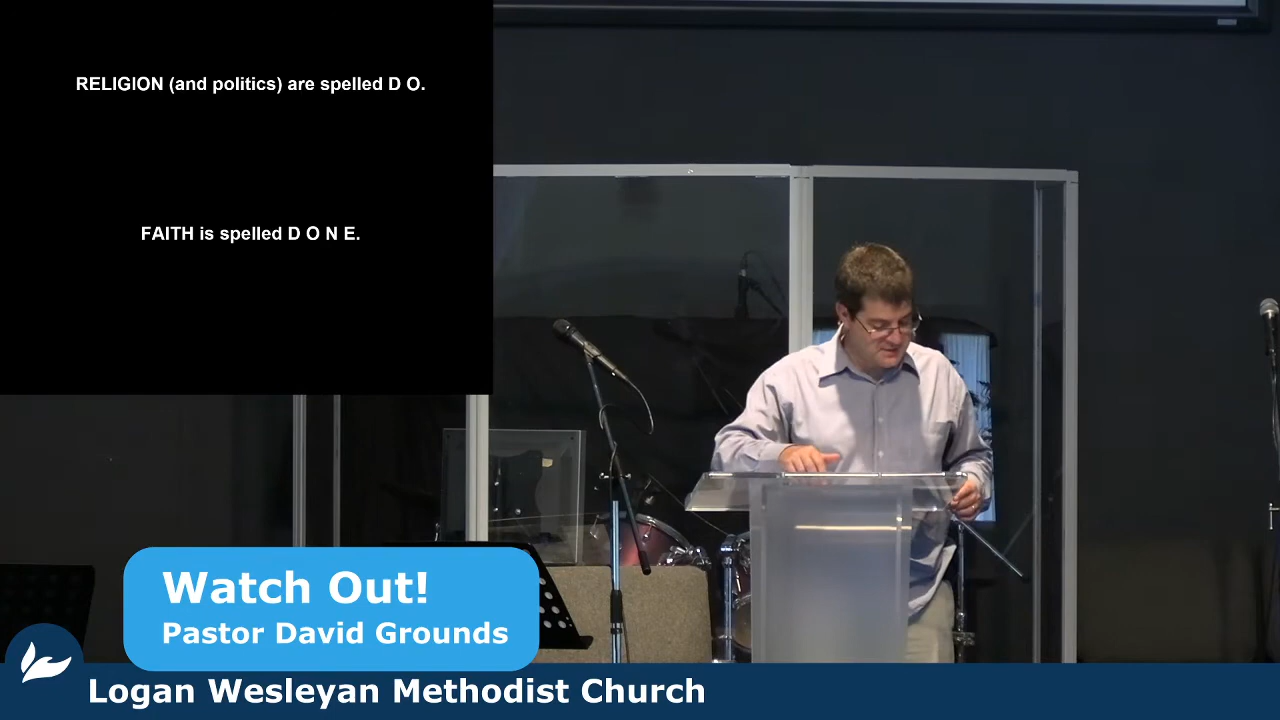 RELIGION (and politics) are spelled D O.
FAITH is spelled D O N E.
Watch Out!
Pastor David Grounds
Logan Wesleyan Methodist Church